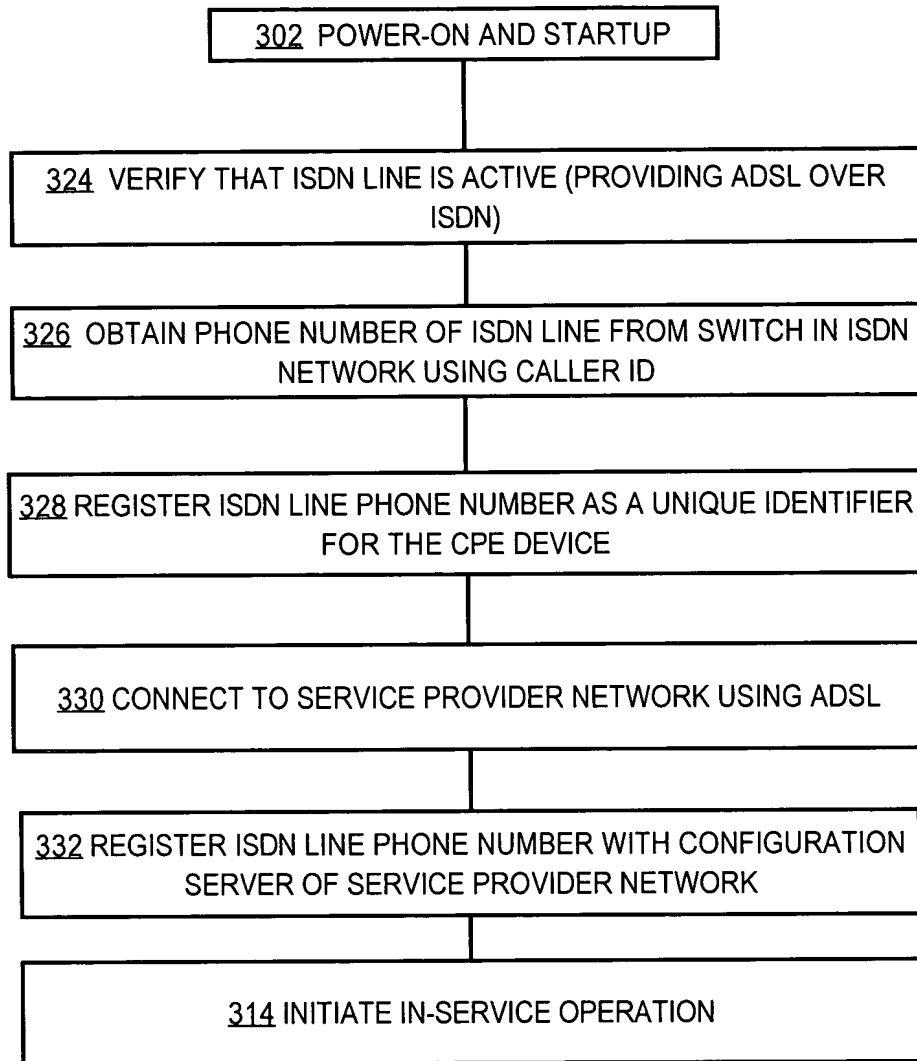 302 POWER-ON AND STARTUP
324 VERIFY THAT ISDN LINE IS ACTIVE (PROVIDING ADSL OVER
ISDN)
326 OBTAIN PHONE NUMBER OF ISDN LINE FROM SWITCH IN ISDN
NETWORK USING CALLER ID
328 REGISTER ISDN LINE PHONE NUMBER AS A UNIQUE IDENTIFIER
FOR THE CPE DEVICE
330 CONNECT TO SERVICE PROVIDER NETWORK USING ADSL
332 REGISTER ISDN LINE PHONE NUMBER WITH CONFIGURATION
SERVER OF SERVICE PROVIDER NETWORK
314 INITIATE IN-SERVICE OPERATION